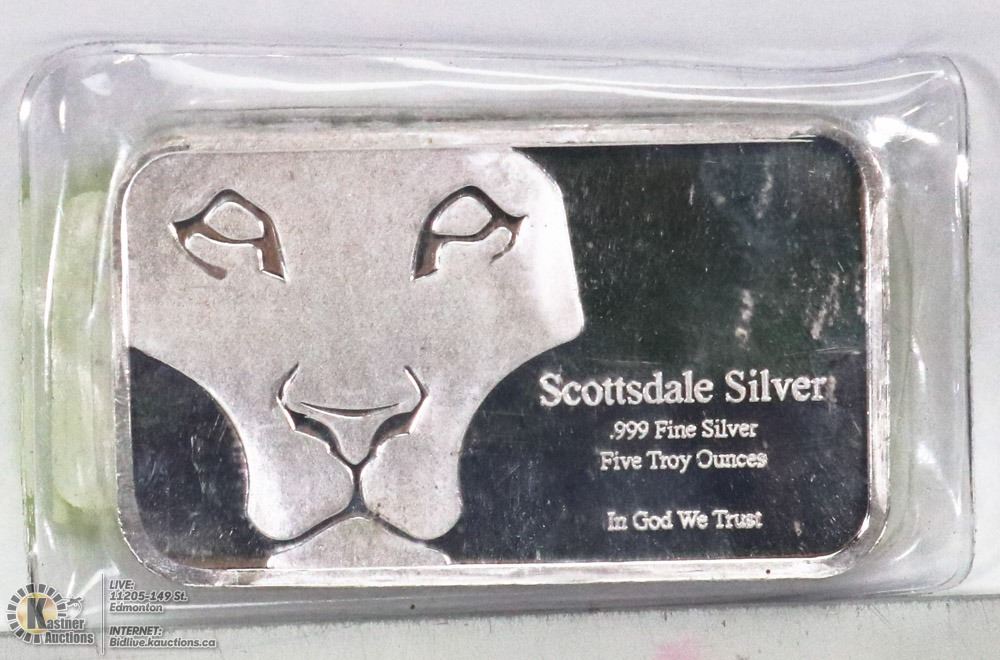 Scottsdale Silver
.999 Fine Silver
Five Troy Ounces
In God We Trust
K
Kastner
Auctions
LIVE:
11205-149 St.
Edmonton
INTERNET:
Bidlive.kauctions.ca